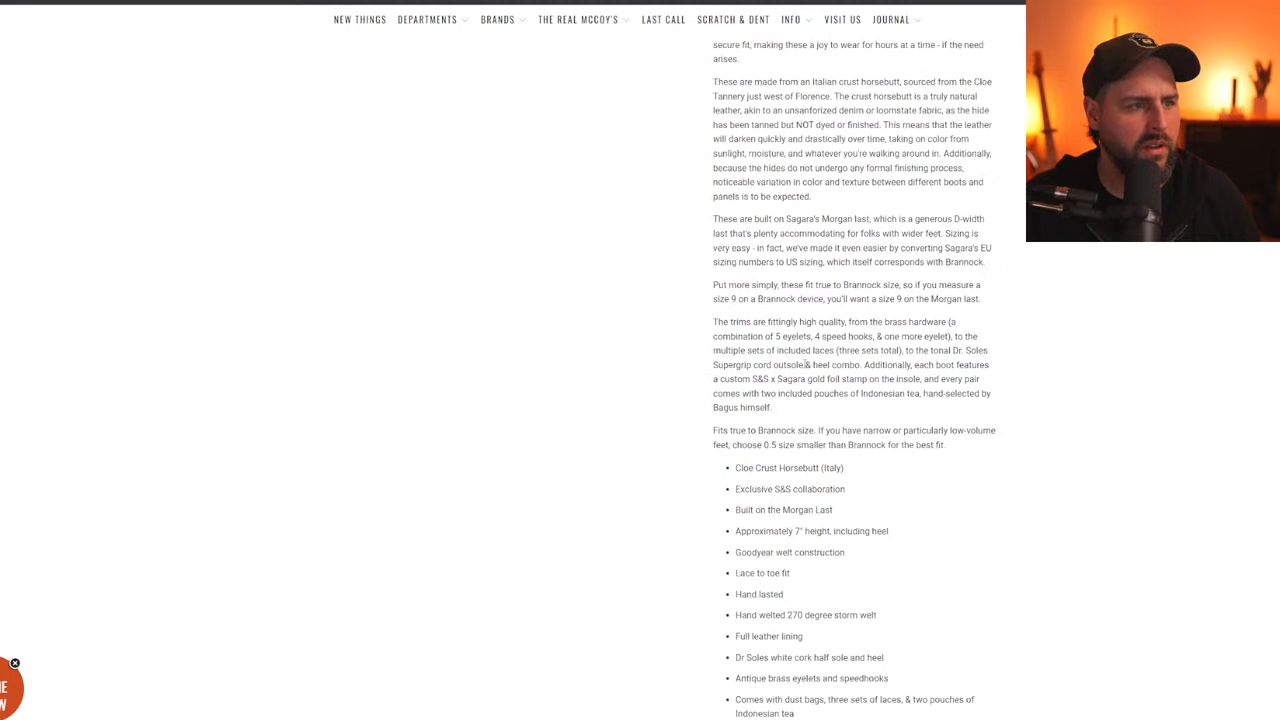 NEW THINGS DEPARTMENTS BRANDS THE REAL MCCOY'S LAST CALL SCRATCH & DENT INFO VISIT US JOURNAL
secure fit, making these a joy to wear for hours at a time - if the need
arises.
These are made from an Italian crust horsebutt, sourced from the Cloe
Tannery just west of Florence. The crust horsebutt is a truly natural
leather, akin to an unsanforized denim or loomstate fabric, as the hide
has been tanned but NOT dyed or finished. This means that the leather
will darken quickly and drastically over time, taking on color from
sunlight, moisture, and whatever you're walking around in. Additionally,
because the hides do not undergo any formal finishing process,
noticeable variation in color and texture between different boots and
panels is to be expected.
These are built on Sagara's Morgan last, which is a generous D-width
last that's plenty accommodating for folks with wider feet. Sizing is
very easy - in fact, we've made it even easier by converting Sagara's EU
sizing numbers to US sizing, which itself corresponds with Brannock.
Put more simply, these fit true to Brannock size, so if you measure a
size 9 on a Brannock device, you'll want a size 9 on the Morgan last.
The trims are fittingly high quality, from the brass hardware (a
combination of 5 eyelets, 4 speed hooks, & one more eyelet), to the
multiple sets of included laces (three sets total), to the tonal Dr. Soles
Supergrip cord outsole & heel combo. Additionally, each boot features
a custom S&S x Sagara gold foil stamp on the insole, and every pair
comes with two included pouches of Indonesian tea, hand-selected by
Bagus himself.
Fits true to Brannock size. If you have narrow or particularly low-volume
feet, choose 0.5 size smaller than Brannock for the best fit.
• Cloe Crust Horsebutt (Italy)
• Exclusive S&S collaboration
• Built on the Morgan Last
• Approximately 7" height, including heel
• Goodyear welt construction
• Lace to toe fit
• Hand lasted
• Hand welted 270 degree storm welt
• Full leather lining
• Dr Soles white cork half sole and heel
• Antique brass eyelets and speedhooks
• Comes with dust bags, three sets of laces, & two pouches of
Indonesian tea